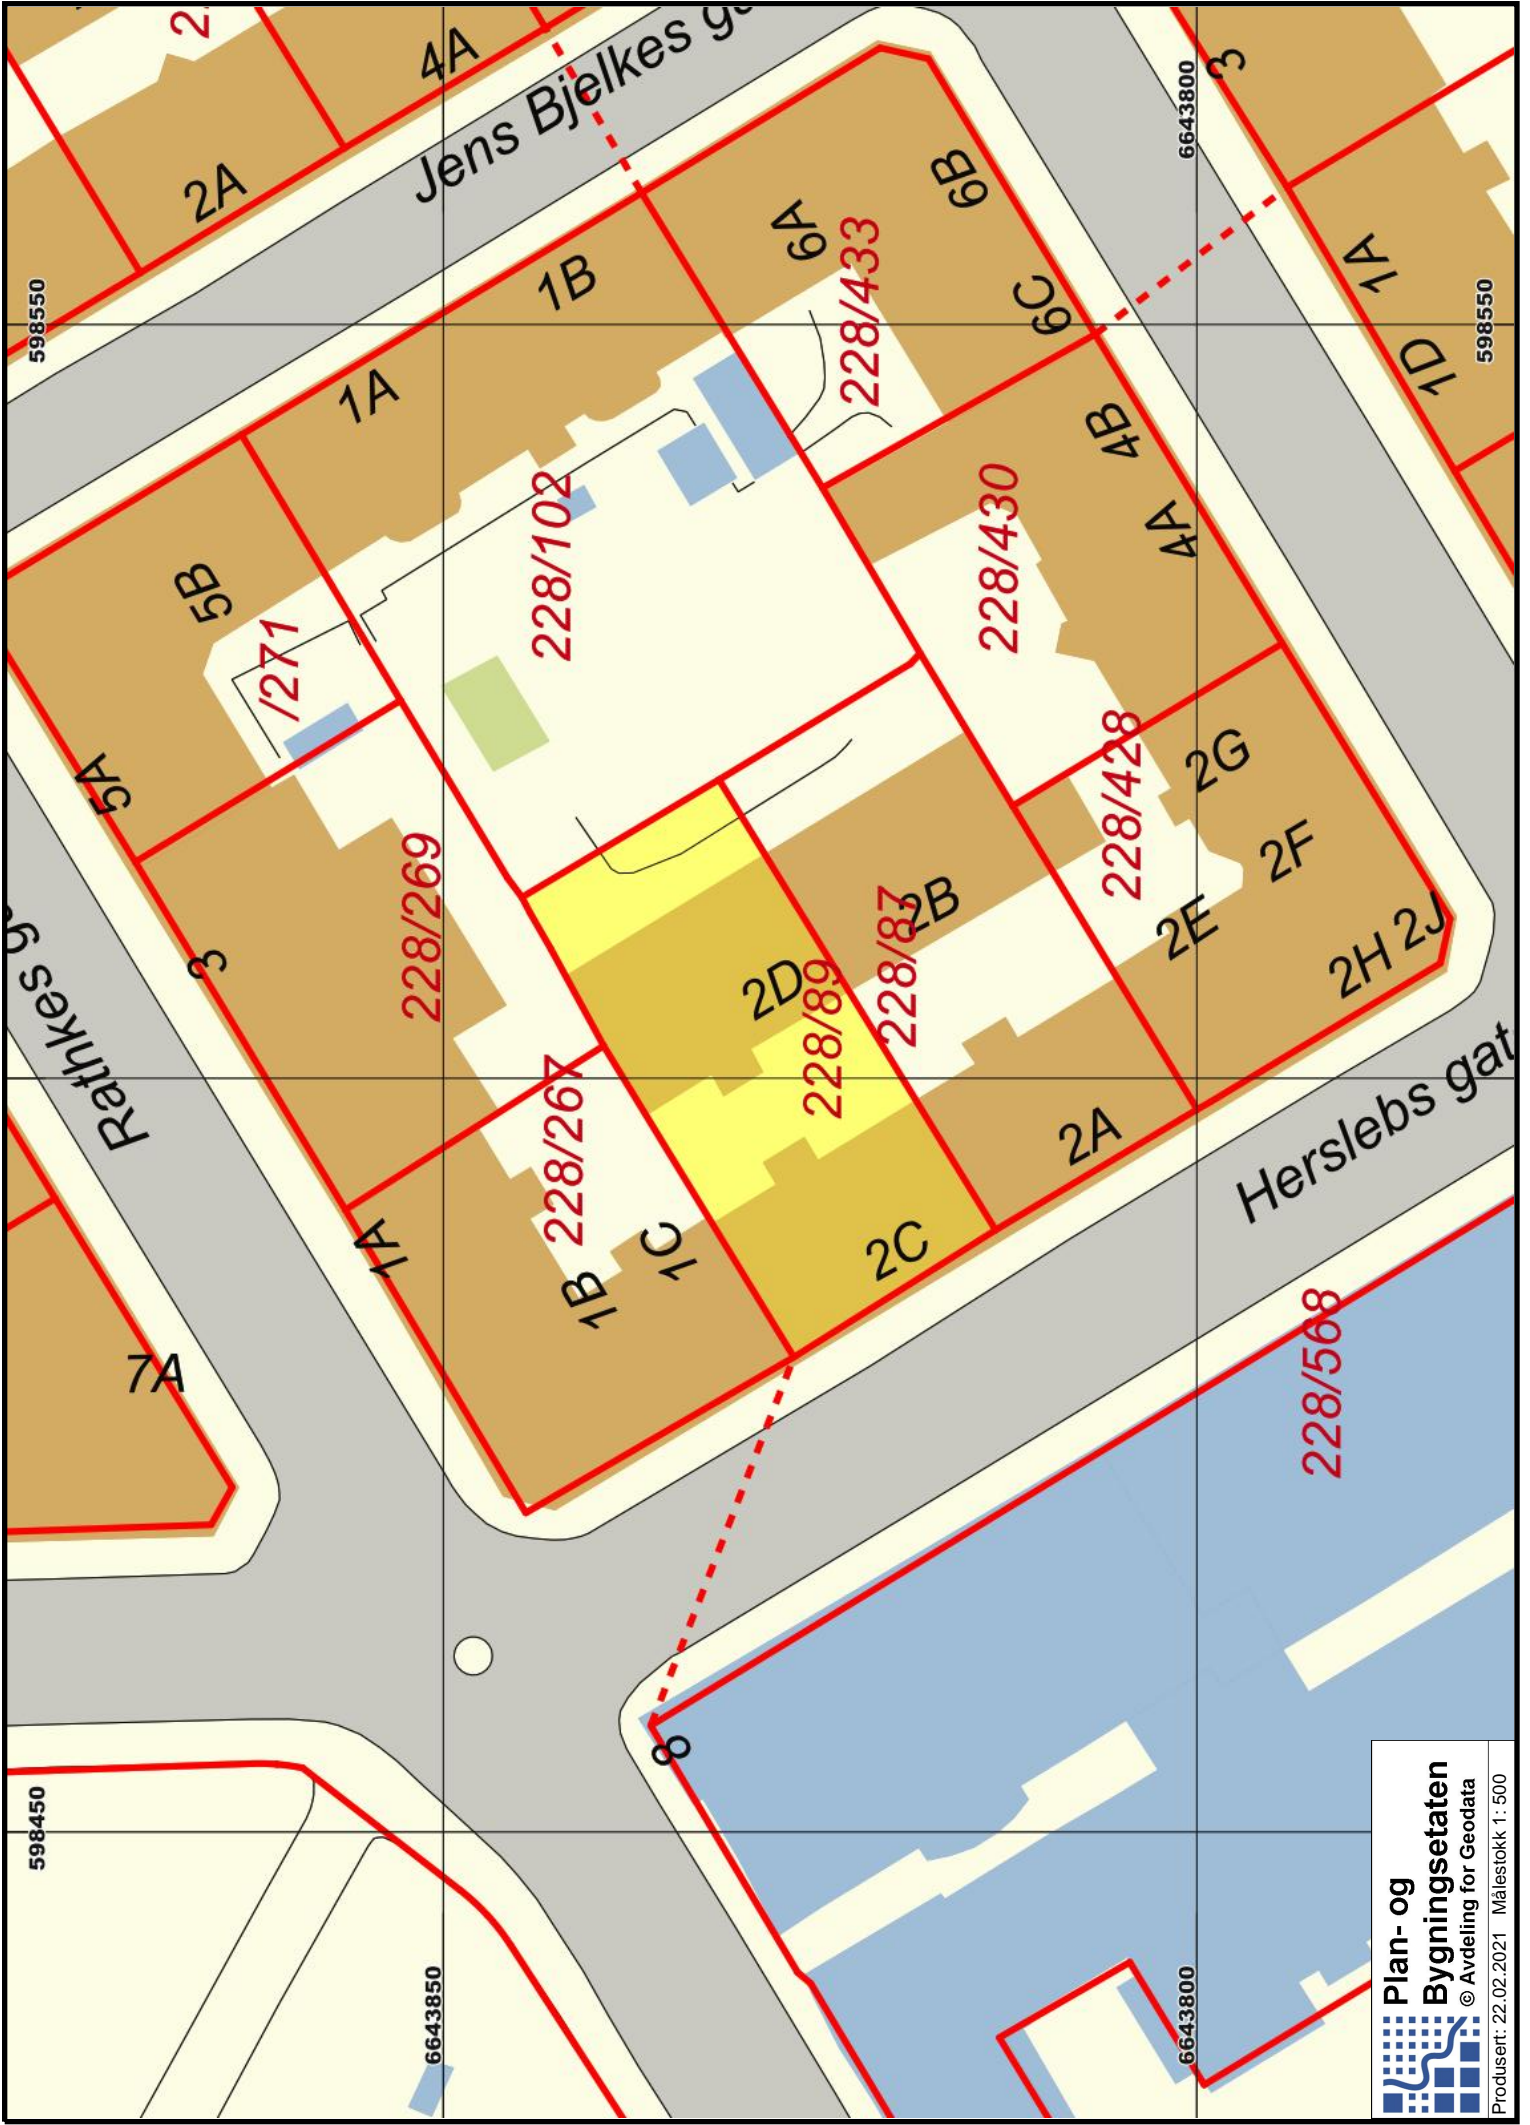 2A
4A
Jens Bjelkes g
3
6643800
598550
1B
6A
6B
228/433
6C
1A
1A
1D
598550
5B
228/102
4B
4A
228/430
/271
5A
228/269
228/428
2G
2F
2B
228/87
2E
3
2D
228/89
2H
2J
Rathkes g
228/267
2A
Herslebs gat
1A
1B
1C
2C
7A
228/568
8
598450
6643850
6643800
Plan- og
Bygningsetaten
© Avdeling for Geodata
Produsert: 22.02.2021 Målestokk 1: 500